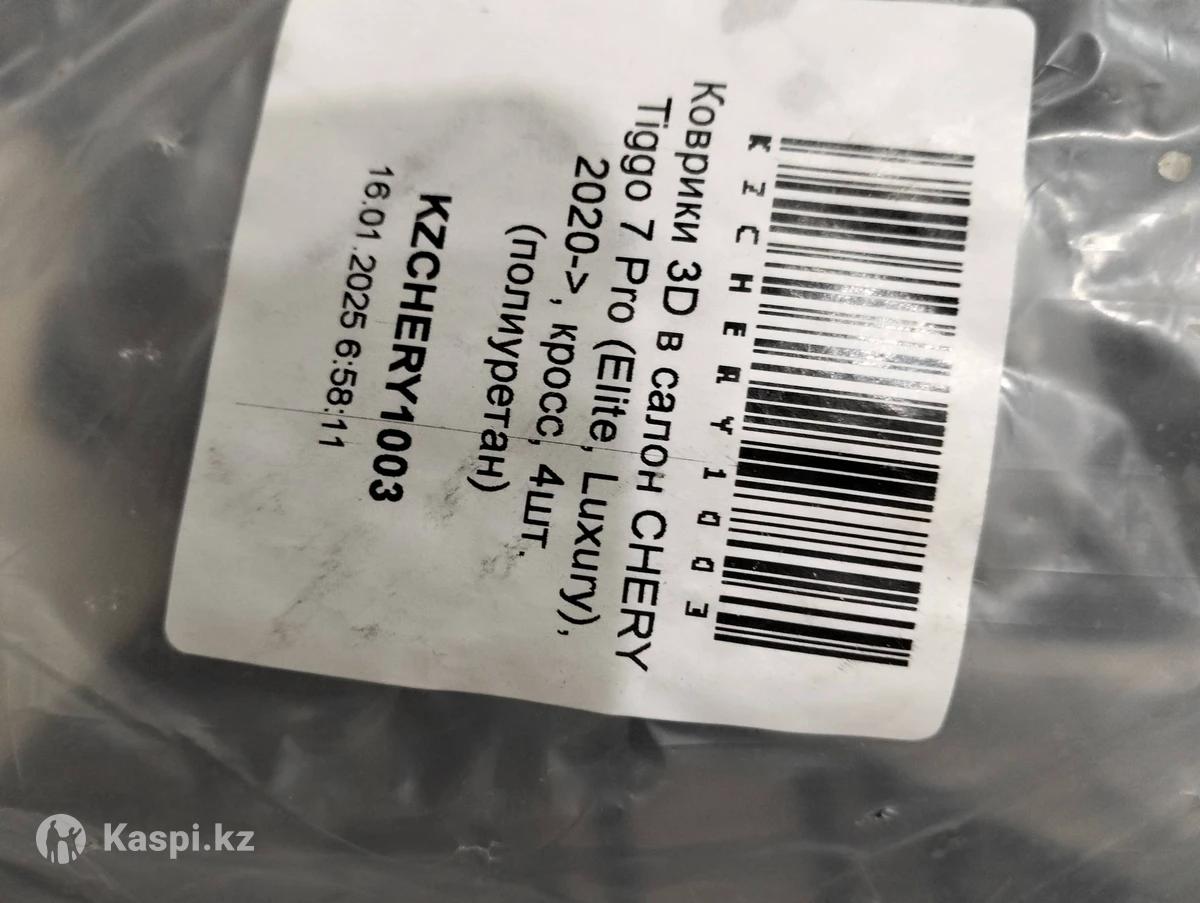 KZCHERY1003
Коврики 3D в салон CHERY
Tiggo 7 Pro (Elite, Luxury),
2020->, кросс, 4шт.
(полиуретан)
KZCHERY1003
16.01.2025 6:58:11
Kaspi.kz